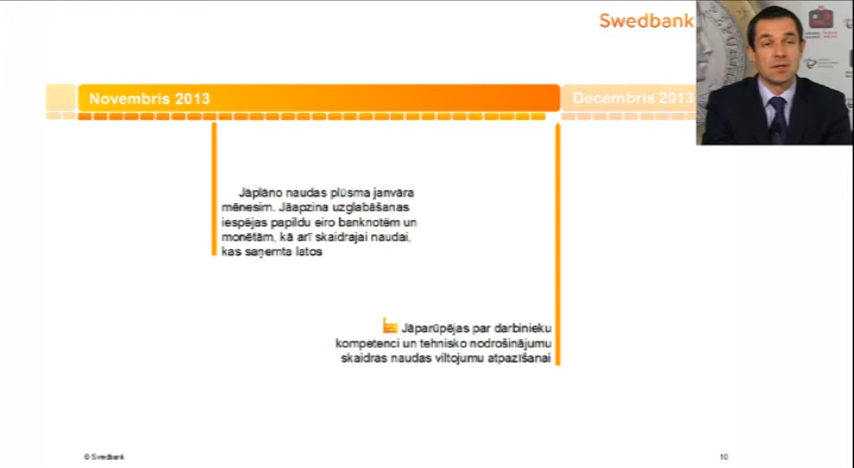 Swedbank
Novembris 2013
Decembris 2013
Jāplāno naudas plūsma janvāra
mēnesim. Jāapzina uzglabāšanas
iespējas papildu eiro banknotēm un
monētām, kā arī skaidrajai naudai,
kas saņemta latos
Jāparūpējas par darbinieku
kompetenci un tehnisko nodrošinājumu
skaidras naudas viltojumu atpazīšanai
© Swedbank
10